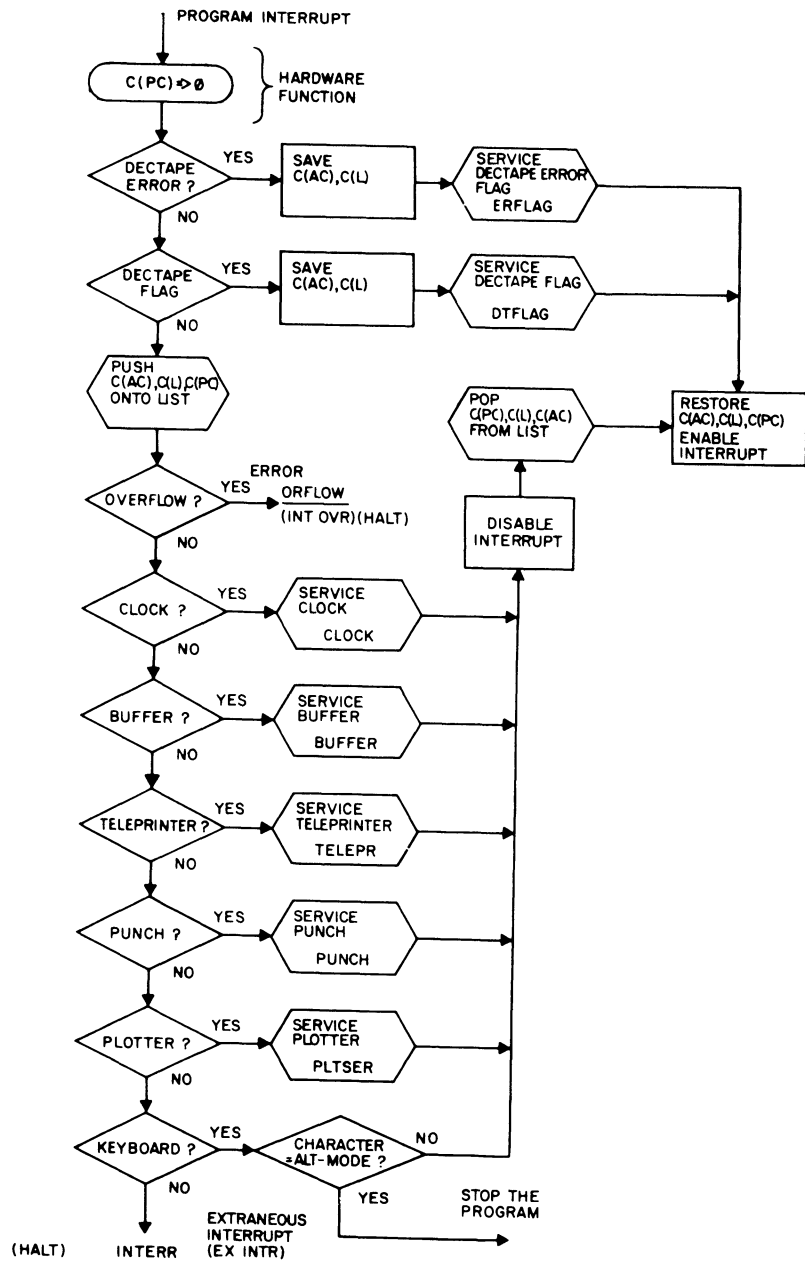 PROGRAM INTERRUPT
C(PC)=>Ø
HARDWARE
FUNCTION
DECTAPE
ERROR ?
YES
NO
SAVE
C(AC),C(L)
SERVICE
DECTAPE ERROR
FLAG
ERFLAG
DECTAPE
FLAG
YES
NO
SAVE
C(AC),C(L)
SERVICE
DECTAPE FLAG
DTFLAG
PUSH
C(AC),C(L),C(PC)
ONTO LIST
POP
C(PC),C(L),C(AC)
FROM LIST
RESTORE
C(AC),C(L),C(PC)
ENABLE
INTERRUPT
OVERFLOW ?
YES
NO
ERROR
ORFLOW
(INT OVR)(HALT)
DISABLE
INTERRUPT
CLOCK ?
YES
NO
SERVICE
CLOCK
CLOCK
BUFFER ?
YES
NO
SERVICE
BUFFER
BUFFER
TELEPRINTER ?
YES
NO
SERVICE
TELEPRINTER
TELEPR
PUNCH ?
YES
NO
SERVICE
PUNCH
PUNCH
PLOTTER ?
YES
NO
SERVICE
PLOTTER
PLTSER
KEYBOARD ?
YES
NO
CHARACTER
=ALT-MODE ?
NO
YES
STOP THE
PROGRAM
(HALT)
INTERR
EXTRANEOUS
INTERRUPT
(EX INTR)